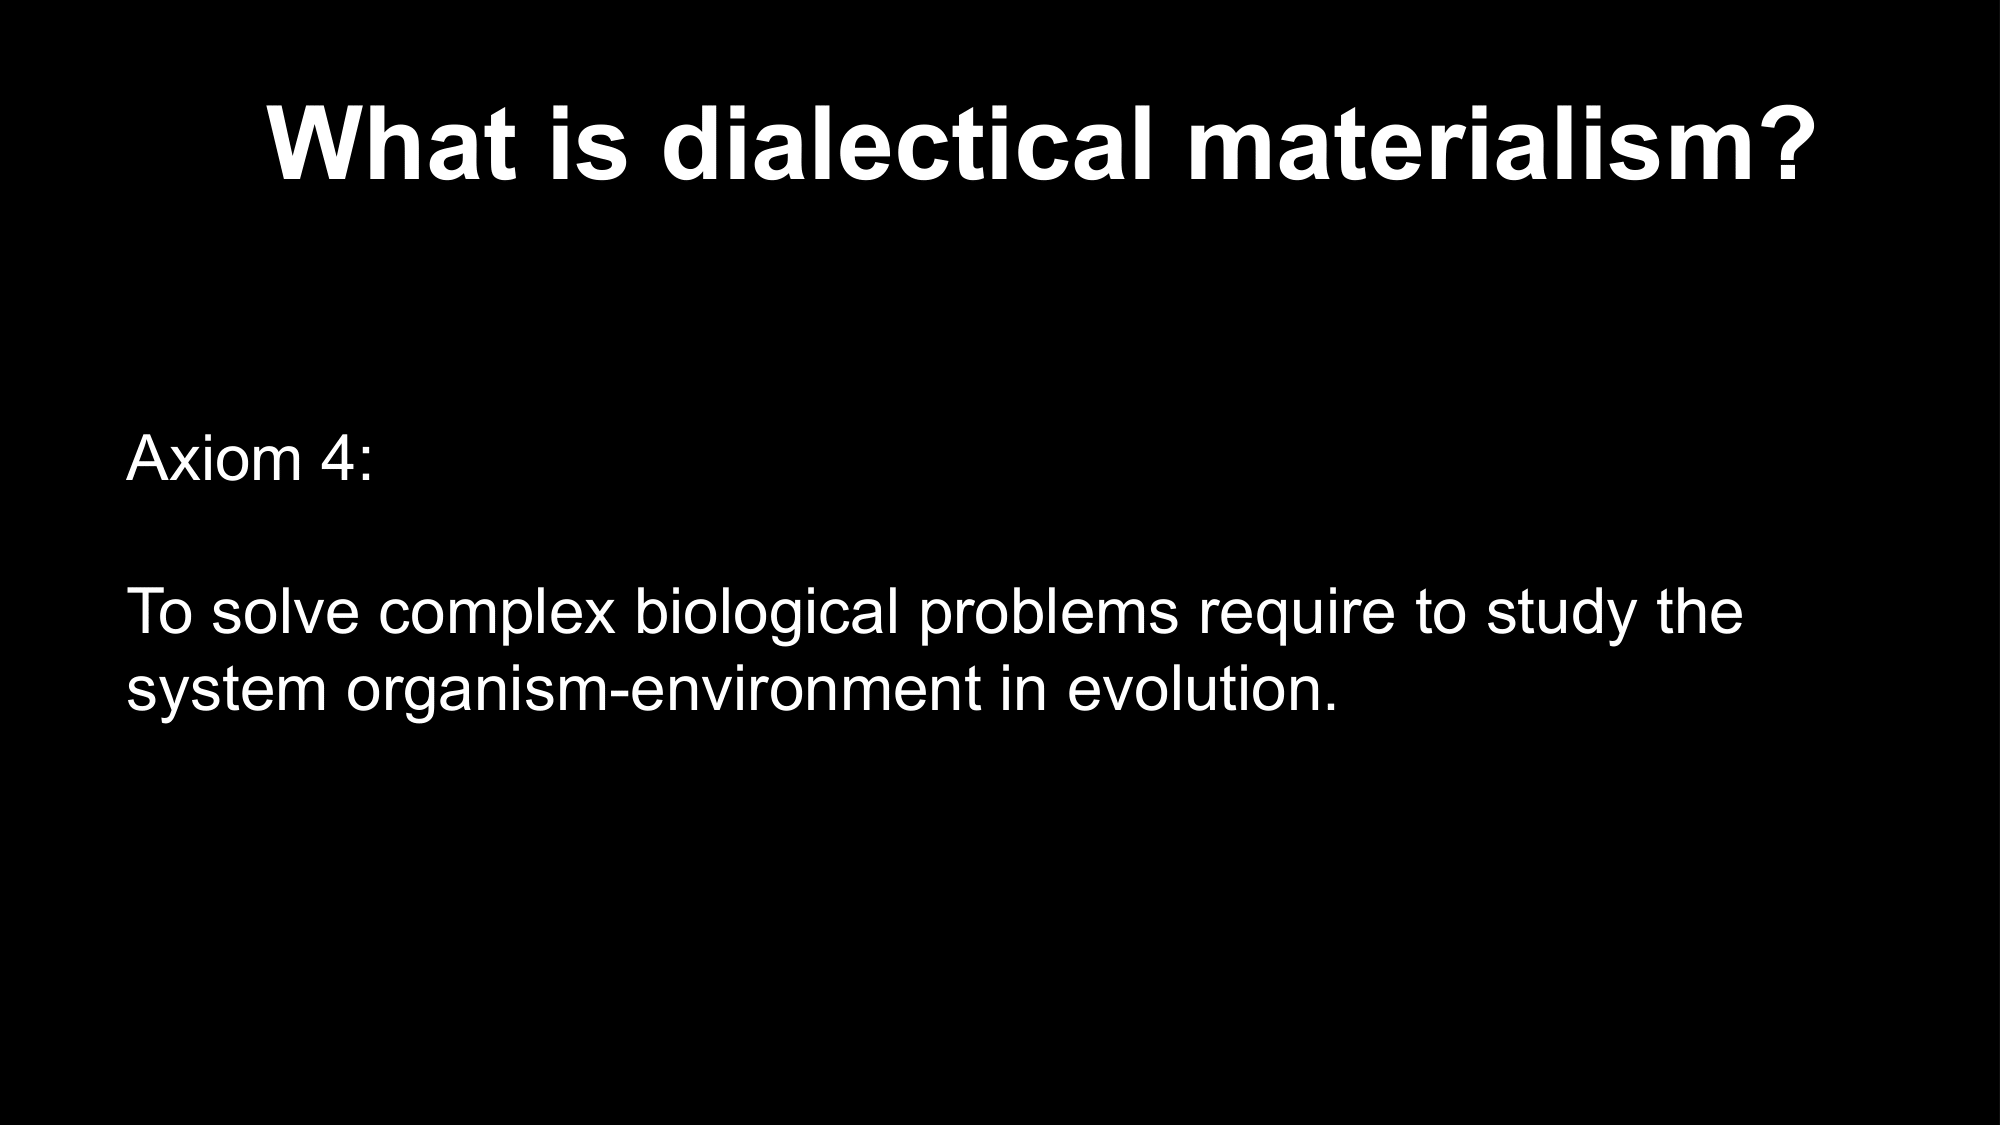 What is dialectical materialism?
Axiom 4:
To solve complex biological problems require to study the
system organism-environment in evolution.